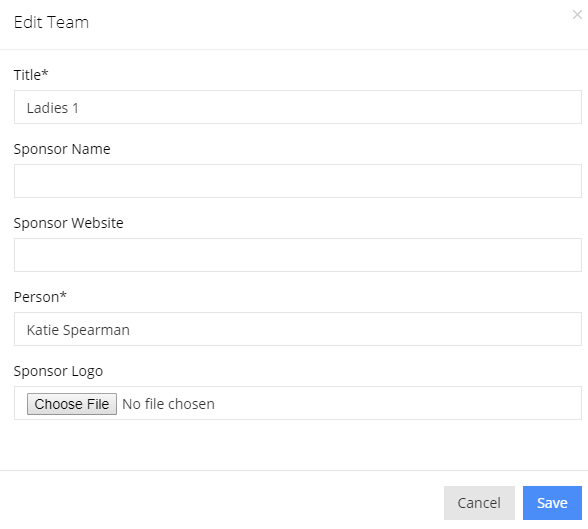 Edit Team
×
Title*
Ladies 1
Sponsor Name
Sponsor Website
Person*
Katie Spearman
Sponsor Logo
Choose File No file chosen
Cancel Save